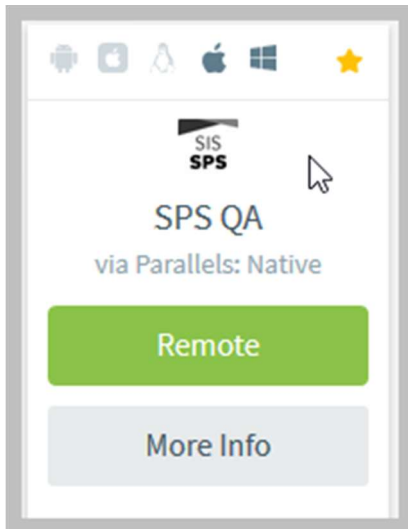 SIS
SPS
SPS QA
via Parallels: Native
Remote
More Info